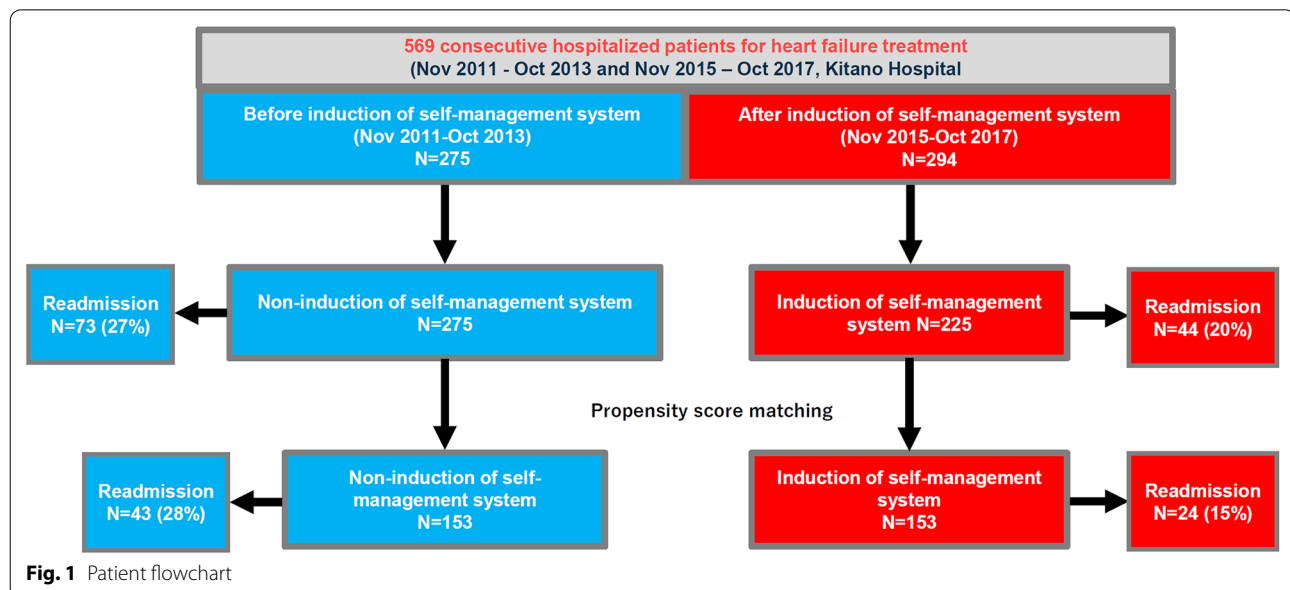 569 consecutive hospitalized patients for heart failure treatment
(Nov 2011 - Oct 2013 and Nov 2015 – Oct 2017, Kitano Hospital
Before induction of self-management system
(Nov 2011-Oct 2013)
N=275
After induction of self-management system
(Nov 2015-Oct 2017)
N=294
Readmission
N=73 (27%)
Non-induction of self-management system
N=275
Induction of self-management
system N=225
Readmission
N=44 (20%)
Propensity score matching
Readmission
N=43 (28%)
Non-induction of self-
management system
N=153
Induction of self-management
system
N=153
Readmission
N=24 (15%)
Fig. 1 Patient flowchart